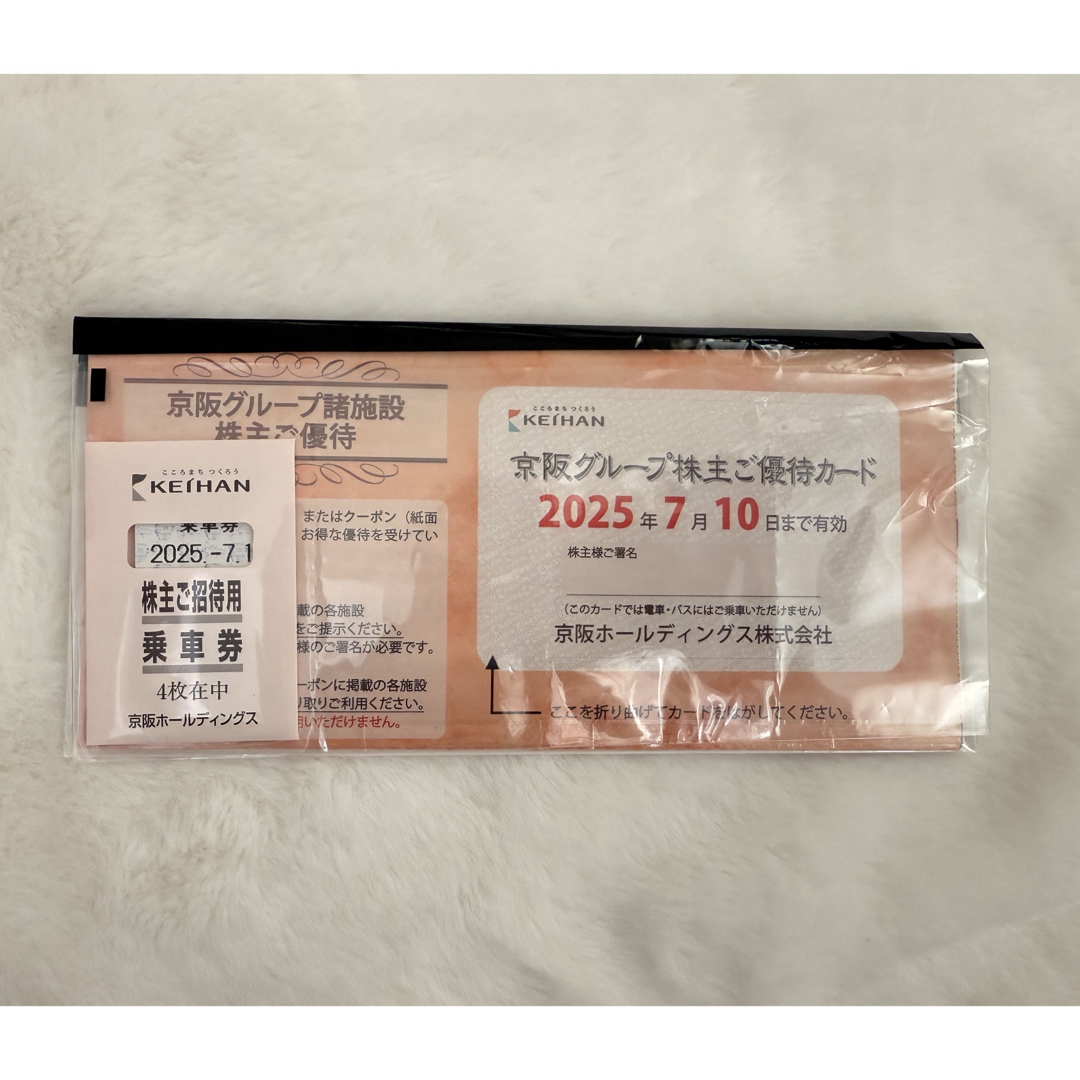 京阪グループ諸施設
株主ご優待
こころまち つくろう
KEIHAN
乗車券
2025.-7.1
株主ご招待用
乗車券
4枚在中
京阪ホールディングス
またはクーポン（紙面
お得な優待を受けてい
載の各施設
をご提示ください。
様のご署名が必要です。
ーポンに掲載の各施設
り取りご利用ください。
用いただけません。
こころまち つくろう
KEIHAN
京阪グループ株主ご優待カード
2025年7月10日まで有効
株主様ご署名
（このカードでは電車・バスにはご乗車いただけません）
京阪ホールディングス株式会社
ここを折り曲げてカードをはがしてください。